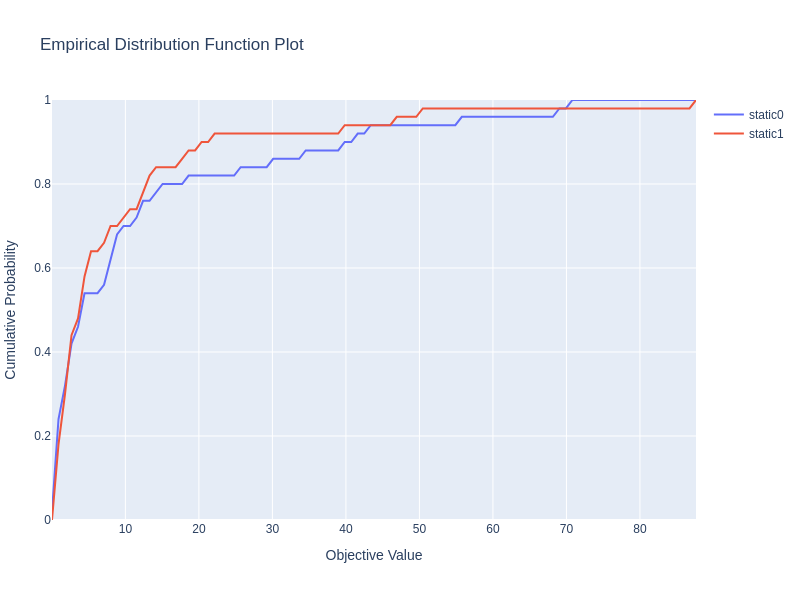 Empirical Distribution Function Plot
static0
static1
Cumulative Probability
1
0.8
0.6
0.4
0.2
0
10 20 30 40 50 60 70 80
Objective Value